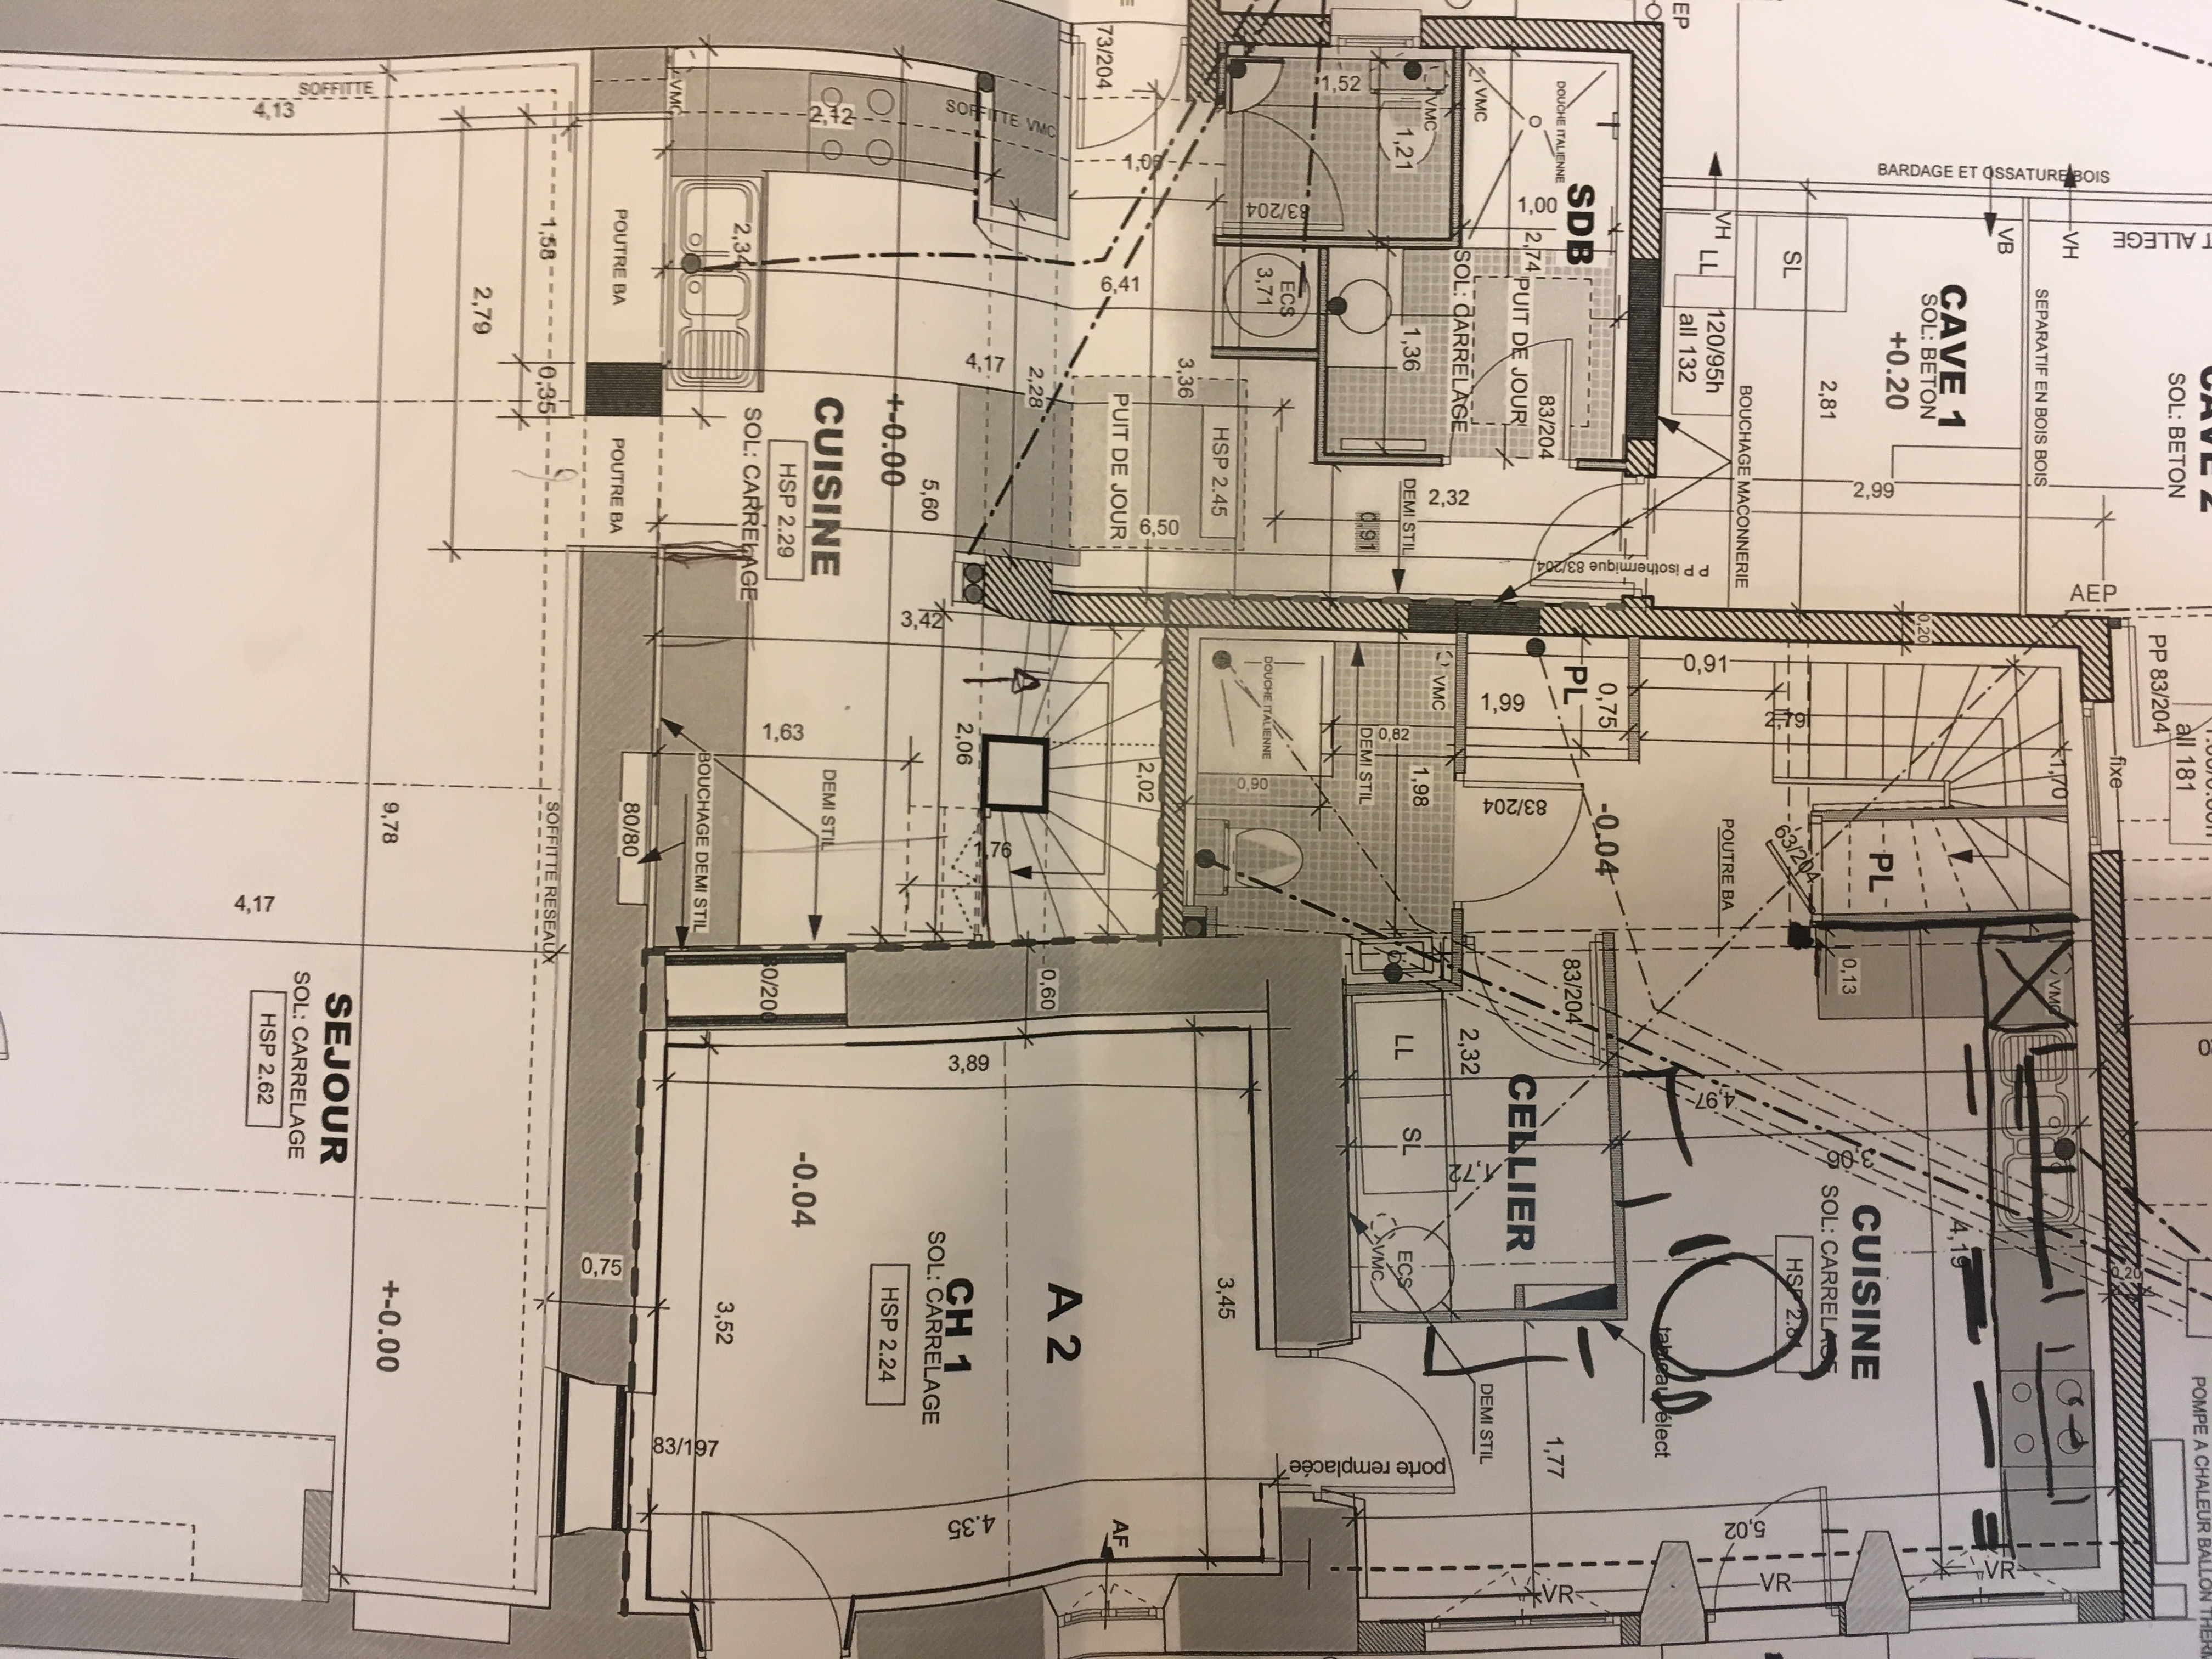 4,17
4,13
SOFFITTE
HSP 2.62
SOL: CARRELAGE
SEJOUR
+-0.00
9,78
2,79
0,35
1,58
SOFFITTE RESEAUX
0,75
POUTRE BA
POUTRE BA
80/80
83/197
BOUCHAGE DEMI STIL
VMC
3,52
2,34
SOL: CARRELAGE
HSP 2.29
CUISINE
+-0.00
1,63
DEMI STIL
-0.04
80/200
2,12
HSP 2.24
SOL: CARRELAGE
CH 1
4.35
3,89
3,42
5,60
2,06
1,76
4,17
SOFFITTE VMC
2,28
0,60
A 2
AF
PUIT DE JOUR
6,50
6,41
73/204
2,02
3,36
HSP 2.45
3,45
0,90
DOUCHE ITALIENNE
3,71
ECS
83/204
porte remplacée
VMC
ECS
SL
LL
DEMI STIL
0,82
1,98
VMC
0,91
DEMI STIL
1,36
1,52
1,21
VMC
DEMI STIL
1,72
2,32
CELLIER
1,77
VR
83/204
83/204
1,69
PL
0,75
-0.04
2,32
SOL: CARRELAGE
PUIT DE JOUR
2,74
1,00
VMC
DOUCHE ITALIENNE
83/204
SDB
P P isothermique 83/204
tableau élect
4,97
POUTRE BA
0,91
120/95h
all 132
LL
VH
EP
BOUCHAGE MACONNERIE
5,02
VR
HSP 2.81
SOL: CARRELAGE
CUISINE
3,06
63/204
2,79
0,13
PL
SL
2,81
2,99
+0.20
SOL: BETON
CAVE 1
0,20
4,19
VR
VMC
1,70
VB
SEPARATIF EN BOIS
BOIS
VH
BARDAGE ET OSSATURE BOIS
0,20
fixe
AEP
PP 83/204
all 181
POMPE A CHALEUR BALLON
SOL: BETON
CAVE 2
ALLEGE